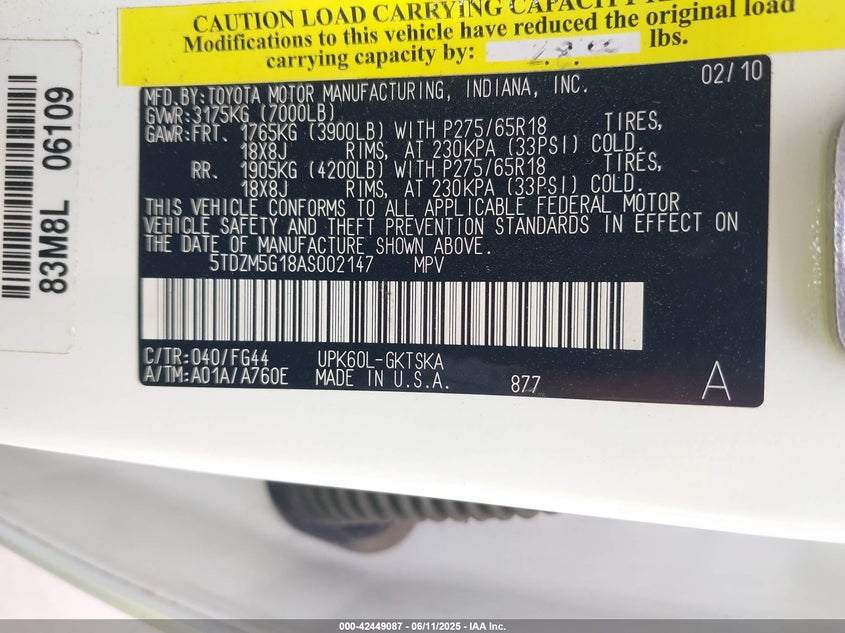 CAUTION LOAD CARRYING CAPACITY
Modifications to this vehicle have reduced the original load
carrying capacity by: lbs.
83M8L 06109
02/10
MFD.BY:TOYOTA MOTOR MANUFACTURING, INDIANA, INC.
GVWR:3175KG (7000LB)
GAWR:FRT. 1765KG (3900LB) WITH P275/65R18 TIRES,
18X8J RIMS, AT 230KPA (33PSI) COLD.
RR. 1905KG (4200LB) WITH P275/65R18 TIRES,
18X8J RIMS, AT 230KPA (33PSI) COLD.
THIS VEHICLE CONFORMS TO ALL APPLICABLE FEDERAL MOTOR
VEHICLE SAFETY AND THEFT PREVENTION STANDARDS IN EFFECT ON
THE DATE OF MANUFACTURE SHOWN ABOVE.
5TDZM5G18AS002147 MPV
C/TR:040/FG44 UPK60L-GKTSKA
A/TM:A01A/A760E MADE IN U.S.A. 877 A
000-42449087 - 06/11/2025 - IAA Inc.